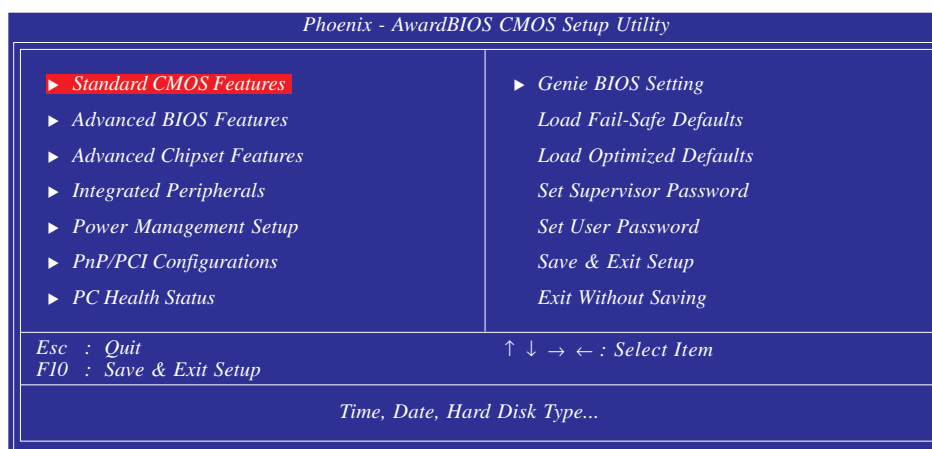 Phoenix - AwardBIOS CMOS Setup Utility
▶ Standard CMOS Features
▶ Advanced BIOS Features
▶ Advanced Chipset Features
▶ Integrated Peripherals
▶ Power Management Setup
▶ PnP/PCI Configurations
▶ PC Health Status
▶ Genie BIOS Setting
Load Fail-Safe Defaults
Load Optimized Defaults
Set Supervisor Password
Set User Password
Save & Exit Setup
Exit Without Saving
Esc : Quit
F10 : Save & Exit Setup
↑ ↓ → ← : Select Item
Time, Date, Hard Disk Type...